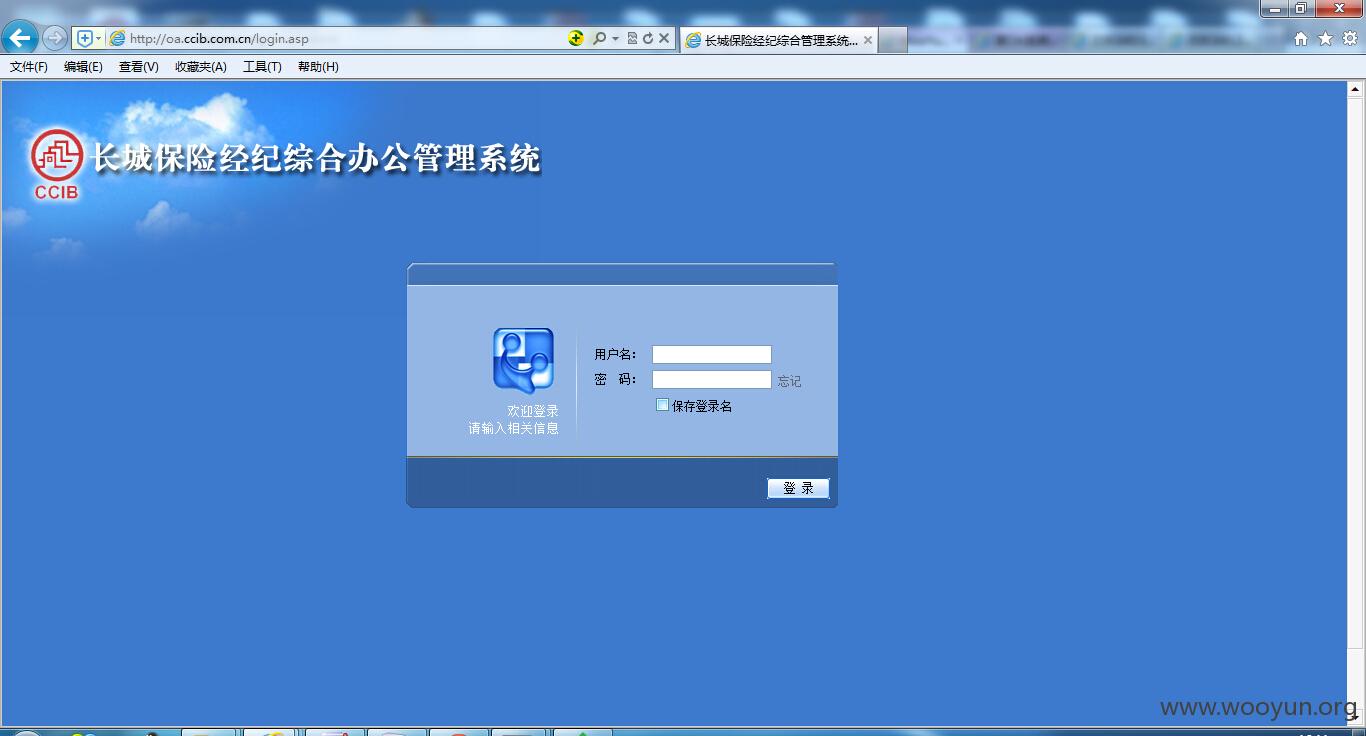 http://oa.ccib.com.cn/login.asp
长城保险经纪综合管理系统...
文件(F) 编辑(E) 查看(V) 收藏夹(A) 工具(T) 帮助(H)
长城保险经纪综合办公管理系统
CCIB
用户名：
密 码：
忘记
保存登录名
欢迎登录
请输入相关信息
登 录
www.wooyun.org